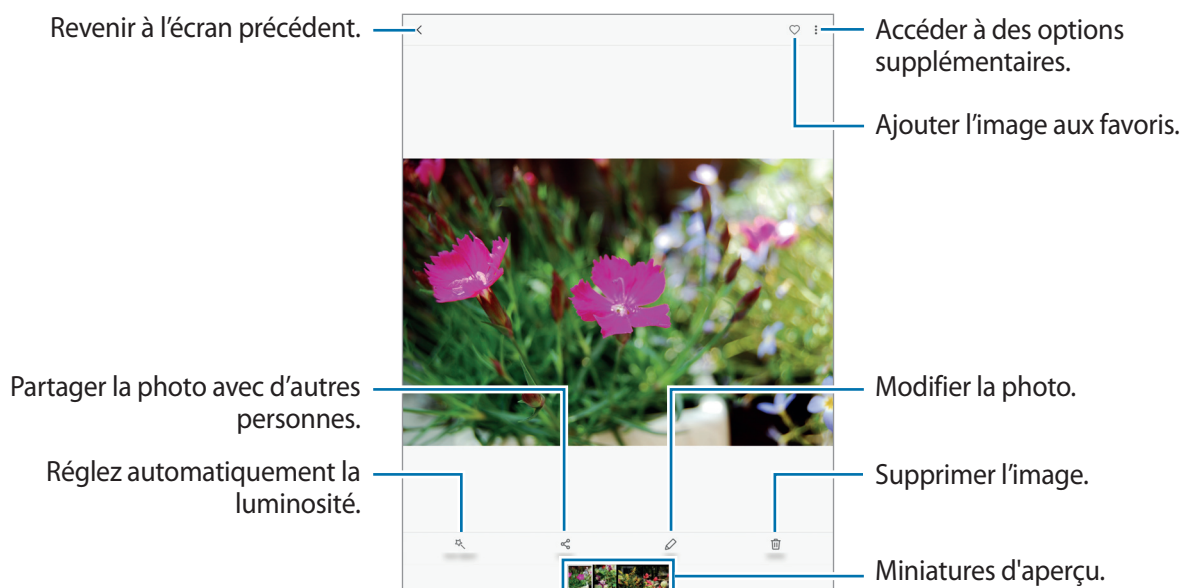 Revenir à l’écran précédent.
Accéder à des options
supplémentaires.
Ajouter l’image aux favoris.
Partager la photo avec d’autres
personnes.
Modifier la photo.
Réglez automatiquement la
luminosité.
Supprimer l’image.
Miniatures d'aperçu.